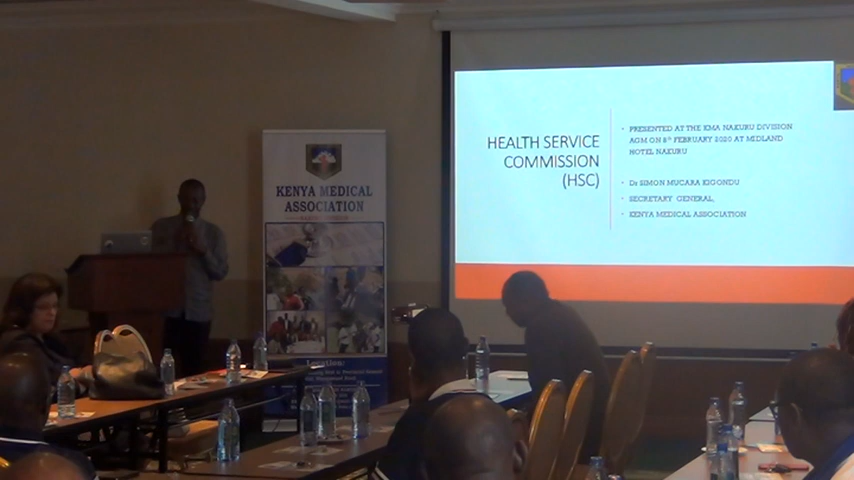 HEALTH SERVICE
COMMISSION
(HSC)
PRESENTED AT THE KMA NAKURU DIVISION
AGM ON 8TH FEBRUARY 2020 AT MIDLAND
HOTEL NAKURU
Dr SIMON MUCARA KIGONDU
SECRETARY GENERAL,
KENYA MEDICAL ASSOCIATION
KENYA MEDICAL
ASSOCIATION
Location: